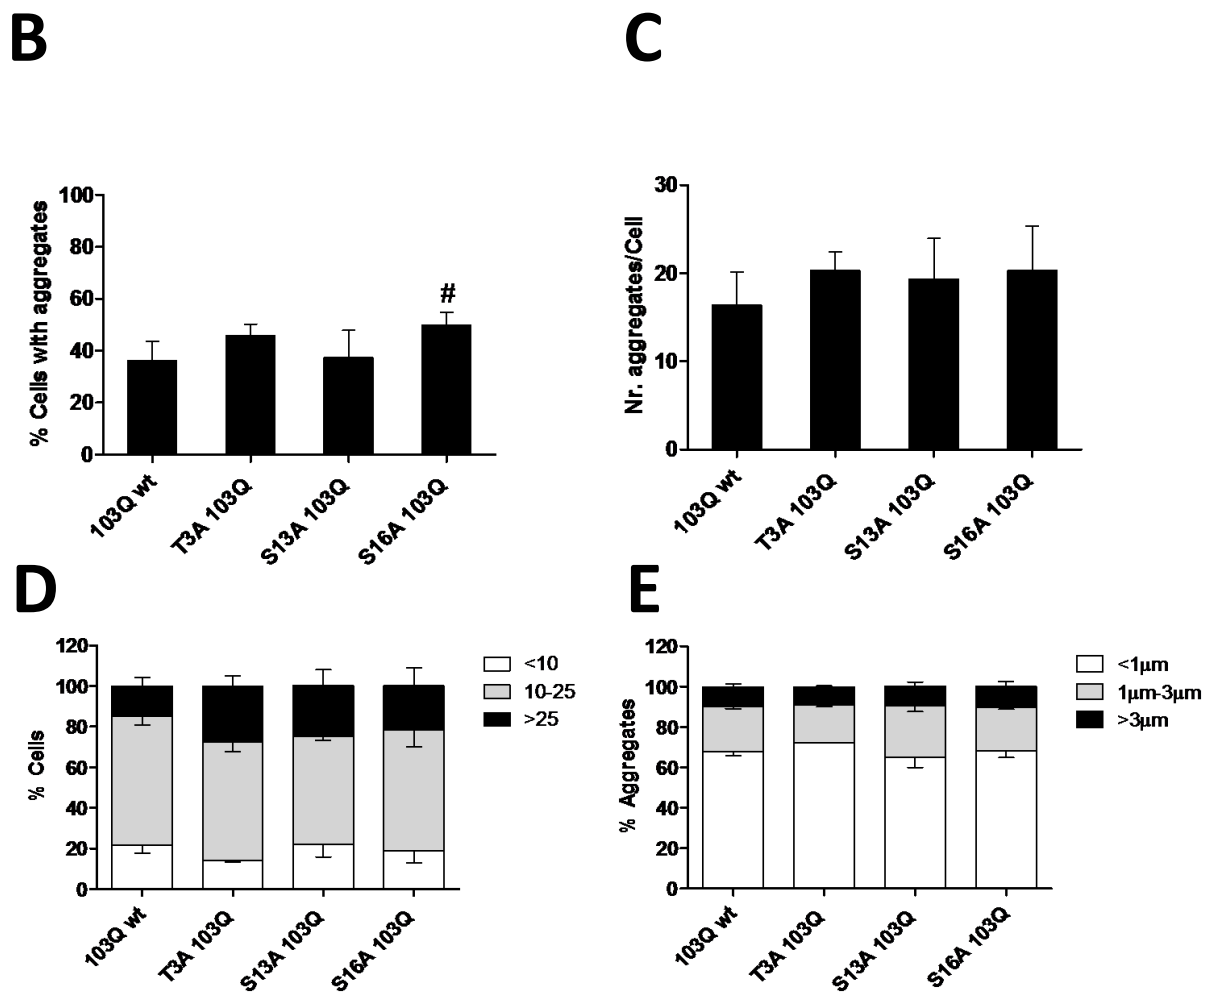 B
% Cells with aggregates
100
80
60
40
20
0
#
103Q wt
T3A 103Q
S13A 103Q
S16A 103Q
C
Nr. aggregates/Cell
30
20
10
0
103Q wt
T3A 103Q
S13A 103Q
S16A 103Q
D
% Cells
120
100
80
60
40
20
0
103Q wt
T3A 103Q
S13A 103Q
S16A 103Q
<10
10-25
>25
E
% Aggregates
120
100
80
60
40
20
0
103Q wt
T3A 103Q
S13A 103Q
S16A 103Q
<1μm
1μm-3μm
>3μm